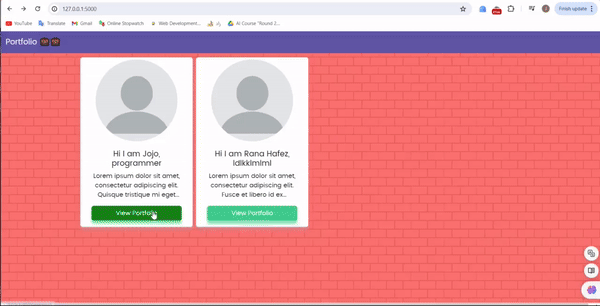 127.0.0.1:5000
Finish update
YouTube
Translate
Gmail
Online Stopwatch
Web Development...
AI Course "Round 2...
Portfolio
Hi I am Jojo,
programmer
Lorem ipsum dolor sit amet,
consectetur adipiscing elit.
Quisque tristique mi eget...
View Portfolio
Hi I am Rana Hafez,
Lorem ipsum dolor sit amet,
consectetur adipiscing elit.
Fusce et libero id ex...
View Portfolio